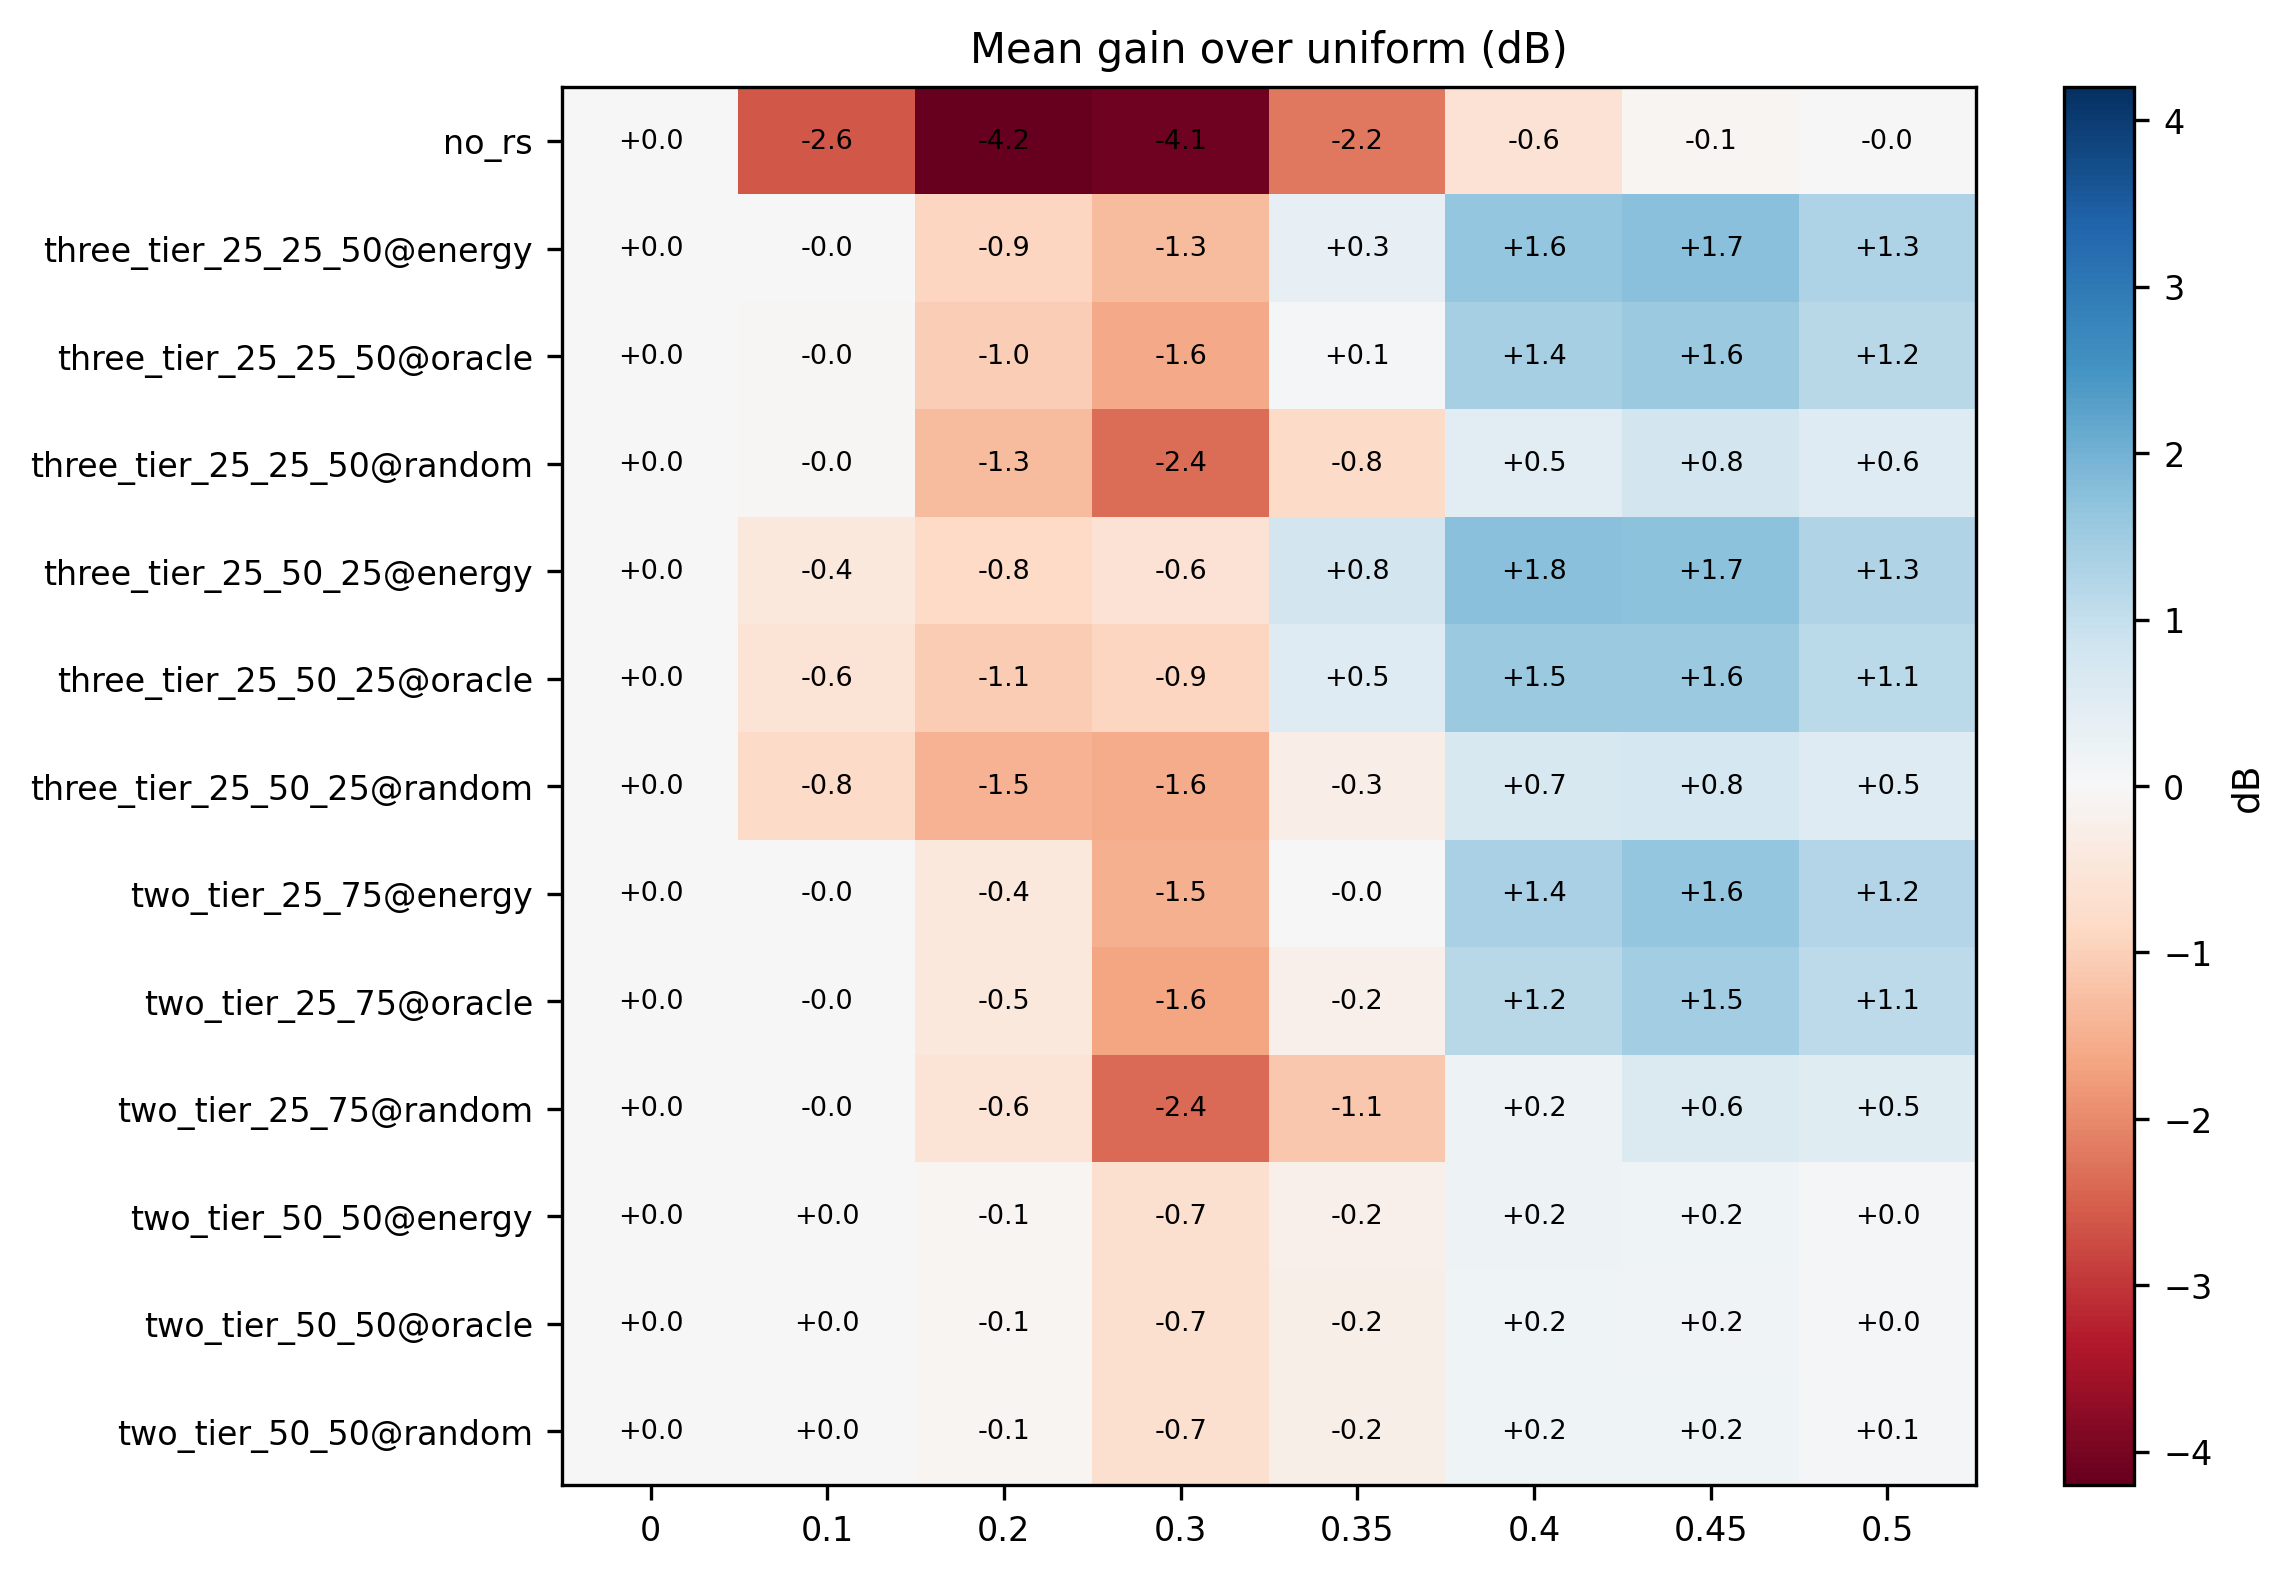 Mean gain over uniform (dB)
no_rs +0.0 -2.6 -4.2 -4.1 -2.2 -0.6 -0.1 -0.0
three_tier_25_25_50@energy +0.0 -0.0 -0.9 -1.3 +0.3 +1.6 +1.7 +1.3
three_tier_25_25_50@oracle +0.0 -0.0 -1.0 -1.6 +0.1 +1.4 +1.6 +1.2
three_tier_25_25_50@random +0.0 -0.0 -1.3 -2.4 -0.8 +0.5 +0.8 +0.6
three_tier_25_50_25@energy +0.0 -0.4 -0.8 -0.6 +0.8 +1.8 +1.7 +1.3
three_tier_25_50_25@oracle +0.0 -0.6 -1.1 -0.9 +0.5 +1.5 +1.6 +1.1
three_tier_25_50_25@random +0.0 -0.8 -1.5 -1.6 -0.3 +0.7 +0.8 +0.5
two_tier_25_75@energy +0.0 -0.0 -0.4 -1.5 -0.0 +1.4 +1.6 +1.2
two_tier_25_75@oracle +0.0 -0.0 -0.5 -1.6 -0.2 +1.2 +1.5 +1.1
two_tier_25_75@random +0.0 -0.0 -0.6 -2.4 -1.1 +0.2 +0.6 +0.5
two_tier_50_50@energy +0.0 +0.0 -0.1 -0.7 -0.2 +0.2 +0.2 +0.0
two_tier_50_50@oracle +0.0 +0.0 -0.1 -0.7 -0.2 +0.2 +0.2 +0.0
two_tier_50_50@random +0.0 +0.0 -0.1 -0.7 -0.2 +0.2 +0.2 +0.1
0 0.1 0.2 0.3 0.35 0.4 0.45 0.5
4
3
2
1
0
−1
−2
−3
−4
dB